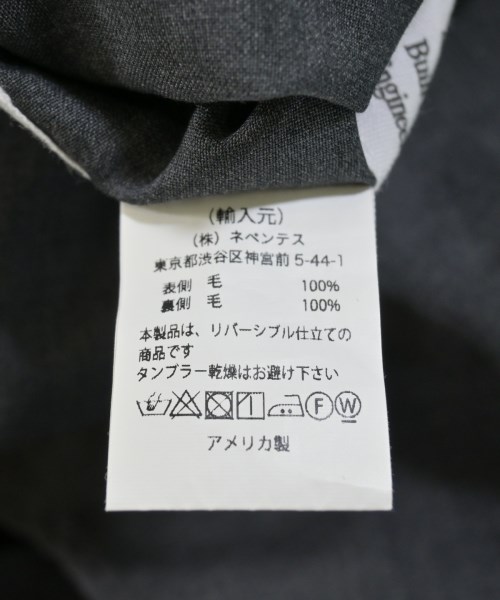 Buil
Enginee
(輸入元)
(株) ネペンテス
東京都渋谷区神宮前 5-44-1
表側 毛 100%
裏側 毛 100%
本製品は、リバーシブル仕立ての
商品です
タンブラー乾燥はお避け下さい
F W
アメリカ製